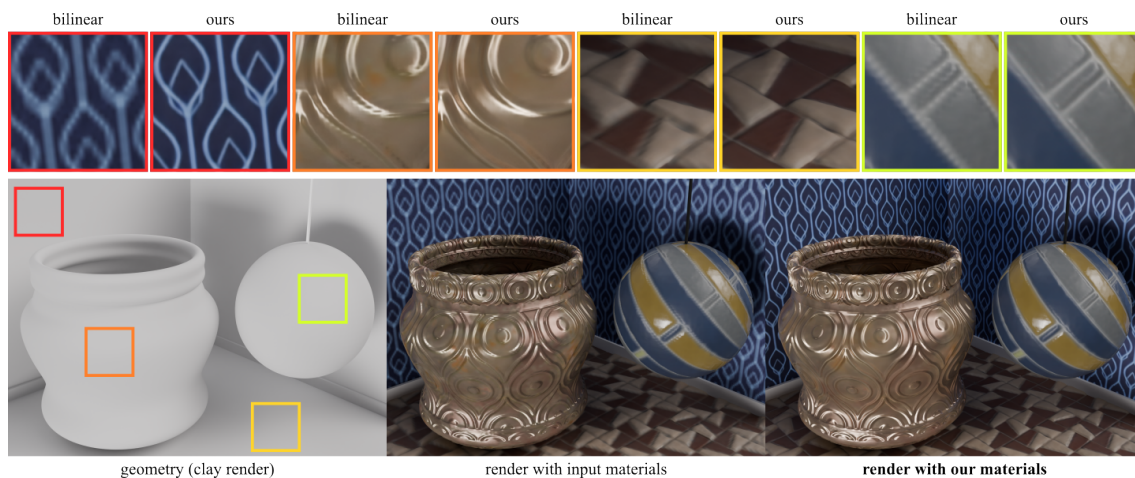 bilinear ours bilinear ours bilinear ours bilinear ours
geometry (clay render) render with input materials render with our materials